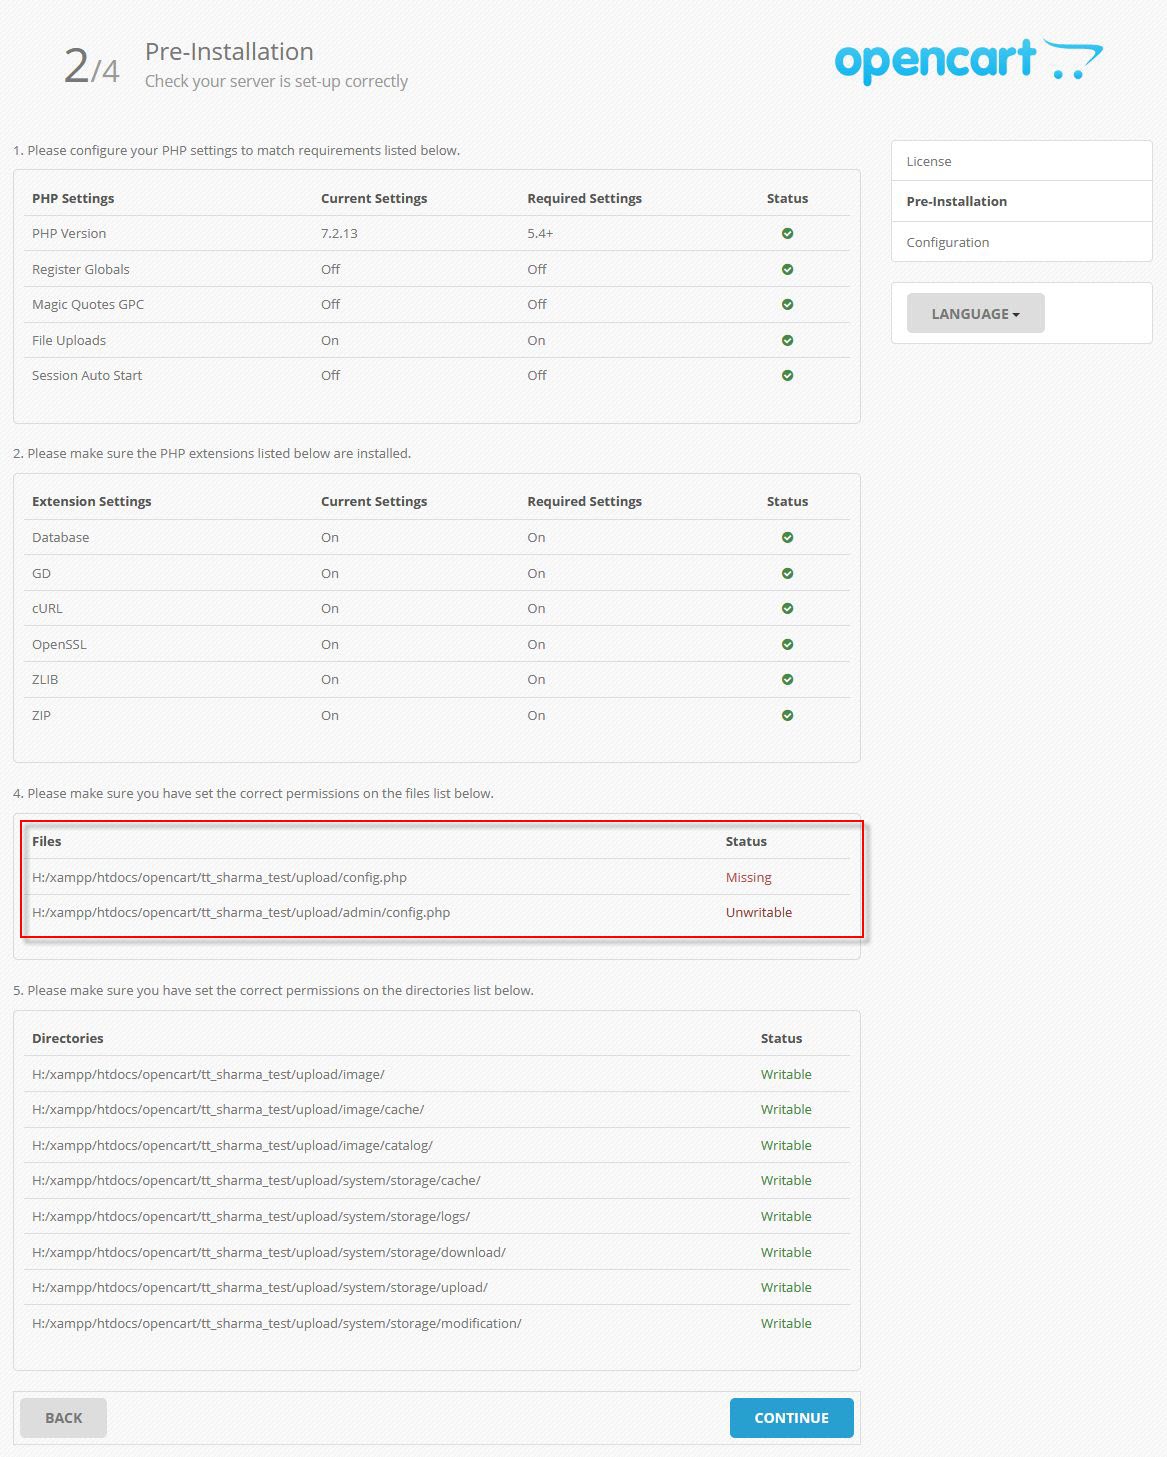 2/4
Pre-Installation
Check your server is set-up correctly
opencart
1. Please configure your PHP settings to match requirements listed below.
PHP Settings Current Settings Required Settings Status
PHP Version 7.2.13 5.4+
Register Globals Off Off
Magic Quotes GPC Off Off
File Uploads On On
Session Auto Start Off Off
License
Pre-Installation
Configuration
LANGUAGE
2. Please make sure the PHP extensions listed below are installed.
Extension Settings Current Settings Required Settings Status
Database On On
GD On On
cURL On On
OpenSSL On On
ZLIB On On
ZIP On On
4. Please make sure you have set the correct permissions on the files list below.
Files Status
H:/xampp/htdocs/opencart/tt_sharma_test/upload/config.php Missing
H:/xampp/htdocs/opencart/tt_sharma_test/upload/admin/config.php Unwritable
5. Please make sure you have set the correct permissions on the directories list below.
Directories Status
H:/xampp/htdocs/opencart/tt_sharma_test/upload/image/ Writable
H:/xampp/htdocs/opencart/tt_sharma_test/upload/image/cache/ Writable
H:/xampp/htdocs/opencart/tt_sharma_test/upload/image/catalog/ Writable
H:/xampp/htdocs/opencart/tt_sharma_test/upload/system/storage/cache/ Writable
H:/xampp/htdocs/opencart/tt_sharma_test/upload/system/storage/logs/ Writable
H:/xampp/htdocs/opencart/tt_sharma_test/upload/system/storage/download/ Writable
H:/xampp/htdocs/opencart/tt_sharma_test/upload/system/storage/upload/ Writable
H:/xampp/htdocs/opencart/tt_sharma_test/upload/system/storage/modification/ Writable
BACK CONTINUE